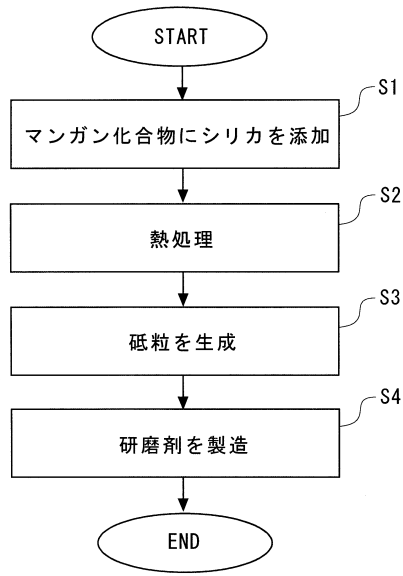 START
S1
マンガン化合物にシリカを添加
S2
熱処理
S3
砥粒を生成
S4
研磨剤を製造
END